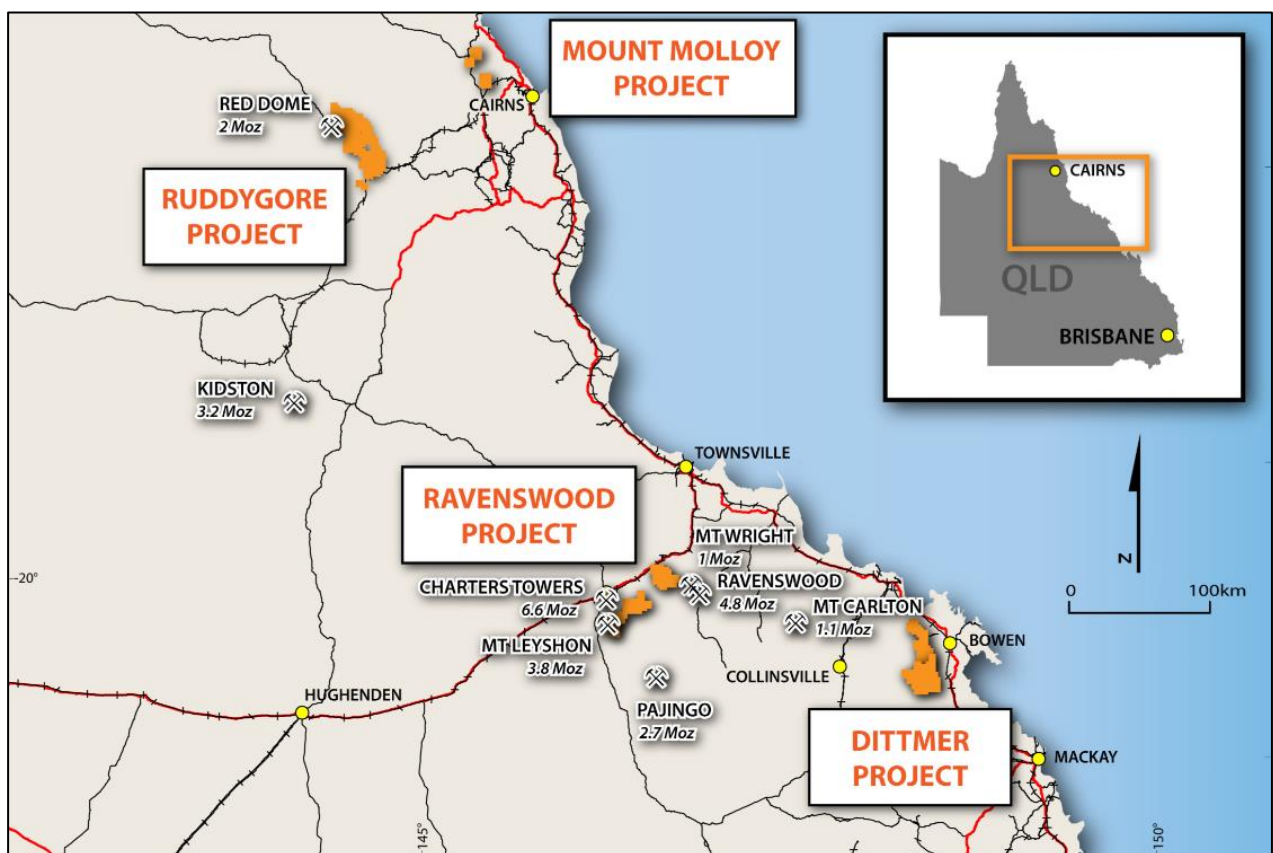 MOUNT MOLLOY
PROJECT
RED DOME
2 Moz
CAIRNS
RUDDYGORE
PROJECT
CAIRNS
QLD
BRISBANE
KIDSTON
3.2 Moz
TOWNSVILLE
RAVENSWOOD
PROJECT
MT WRIGHT
1 Moz
Z
20°
CHARTERS TOWERS
6.6 Moz
RAVENSWOOD
4.8 Moz
MT CARLTON
1.1 Moz
0
100km
MT LEYSHON
3.8 Moz
BOWEN
COLLINSVILLE
HUGHENDEN
PAJINGO
2.7 Moz
DITTMER
PROJECT
MACKAY
145°
150°